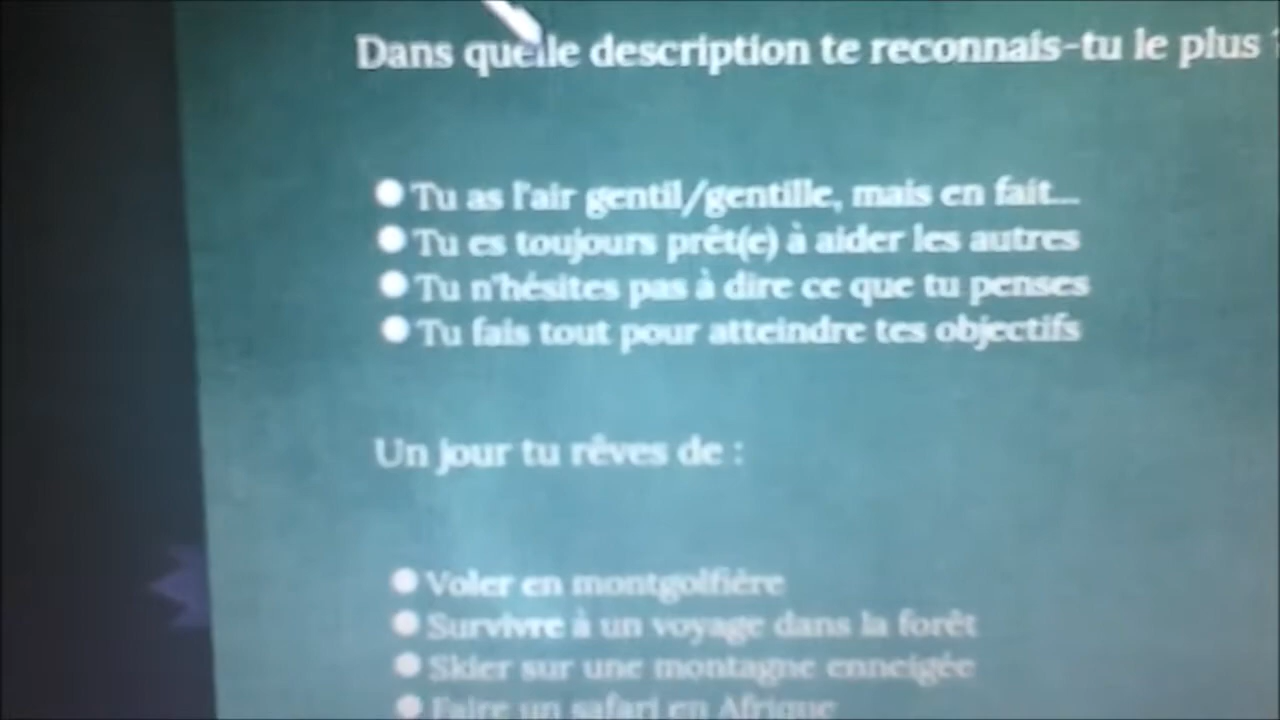 Dans quelle description te reconnais-tu le plus
Tu as l'air gentil/gentille, mais en fait...
Tu es toujours prêt(e) à aider les autres
Tu n'hésites pas à dire ce que tu penses
Tu fais tout pour atteindre tes objectifs
Un jour tu rêves de :
Voler en montgolfière
Survivre à un voyage dans la forêt
Skier sur une montagne enneigée
Faire un safari en Afrique